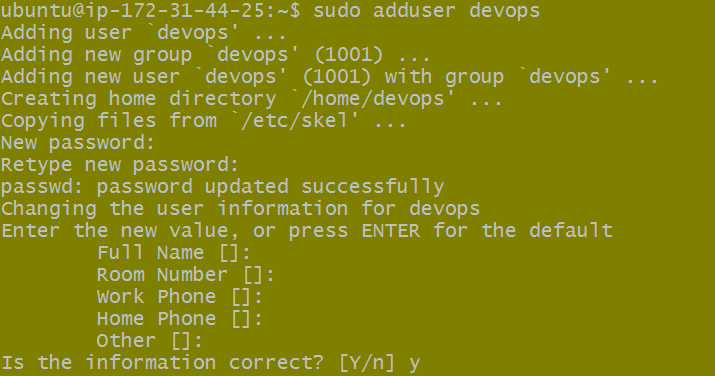 ubuntu@ip-172-31-44-25:~$ sudo adduser devops
Adding user `devops' ...
Adding new group `devops' (1001) ...
Adding new user `devops' (1001) with group `devops' ...
Creating home directory `/home/devops' ...
Copying files from `/etc/skel' ...
New password:
Retype new password:
passwd: password updated successfully
Changing the user information for devops
Enter the new value, or press ENTER for the default
        Full Name []:
        Room Number []:
        Work Phone []:
        Home Phone []:
        Other []:
Is the information correct? [Y/n] y